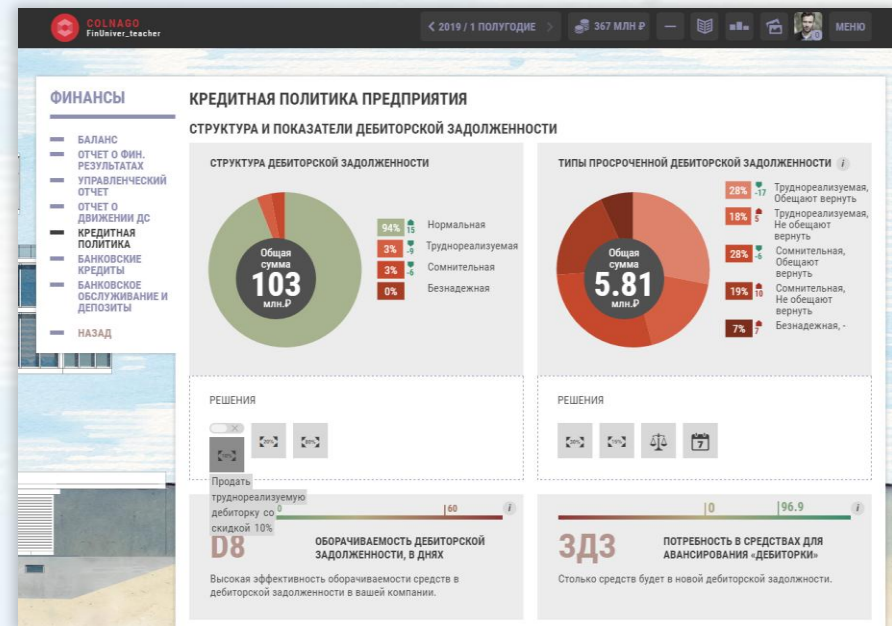 COLNAGO
FinUniver_teacher
2019 / 1 ПОЛУГОДИЕ
367 МЛН ₽
0
МЕНЮ
ФИНАНСЫ
БАЛАНС
ОТЧЕТ О ФИН.
РЕЗУЛЬТАТАХ
УПРАВЛЕНЧЕСКИЙ
ОТЧЕТ
ОТЧЕТ О
ДВИЖЕНИИ ДС
КРЕДИТНАЯ
ПОЛИТИКА
БАНКОВСКИЕ
КРЕДИТЫ
БАНКОВСКОЕ
ОБСЛУЖИВАНИЕ И
ДЕПОЗИТЫ
НАЗАД
КРЕДИТНАЯ ПОЛИТИКА ПРЕДПРИЯТИЯ
СТРУКТУРА И ПОКАЗАТЕЛИ ДЕБИТОРСКОЙ ЗАДОЛЖЕННОСТИ
СТРУКТУРА ДЕБИТОРСКОЙ ЗАДОЛЖЕННОСТИ
Общая
сумма
103
млн.₽
94% 15 Нормальная
3% -9 Труднореализуемая
3% -6 Сомнительная
0% Безнадежная
ТИПЫ ПРОСРОЧЕННОЙ ДЕБИТОРСКОЙ ЗАДОЛЖЕННОСТИ i
Общая
сумма
5.81
млн.₽
28% -17 Труднореализуемая,
Обещают вернуть
18% 5 Труднореализуемая,
Не обещают
вернуть
28% -6 Сомнительная,
Обещают
вернуть
19% 10 Сомнительная,
Не обещают
вернуть
7% 7 Безнадежная, -
РЕШЕНИЯ
Продать
труднореализуемую
дебиторку со
скидкой 10%
РЕШЕНИЯ
7
0 60 i
D8
ОБОРАЧИВАЕМОСТЬ ДЕБИТОРСКОЙ
ЗАДОЛЖЕННОСТИ, В ДНЯХ
Высокая эффективность оборачиваемости средств в
дебиторской задолженности в вашей компании.
0 96.9 i
ЗДЗ
ПОТРЕБНОСТЬ В СРЕДСТВАХ ДЛЯ
АВАНСИРОВАНИЯ «ДЕБИТОРКИ»
Столько средств будет в новой дебиторской задолжности.